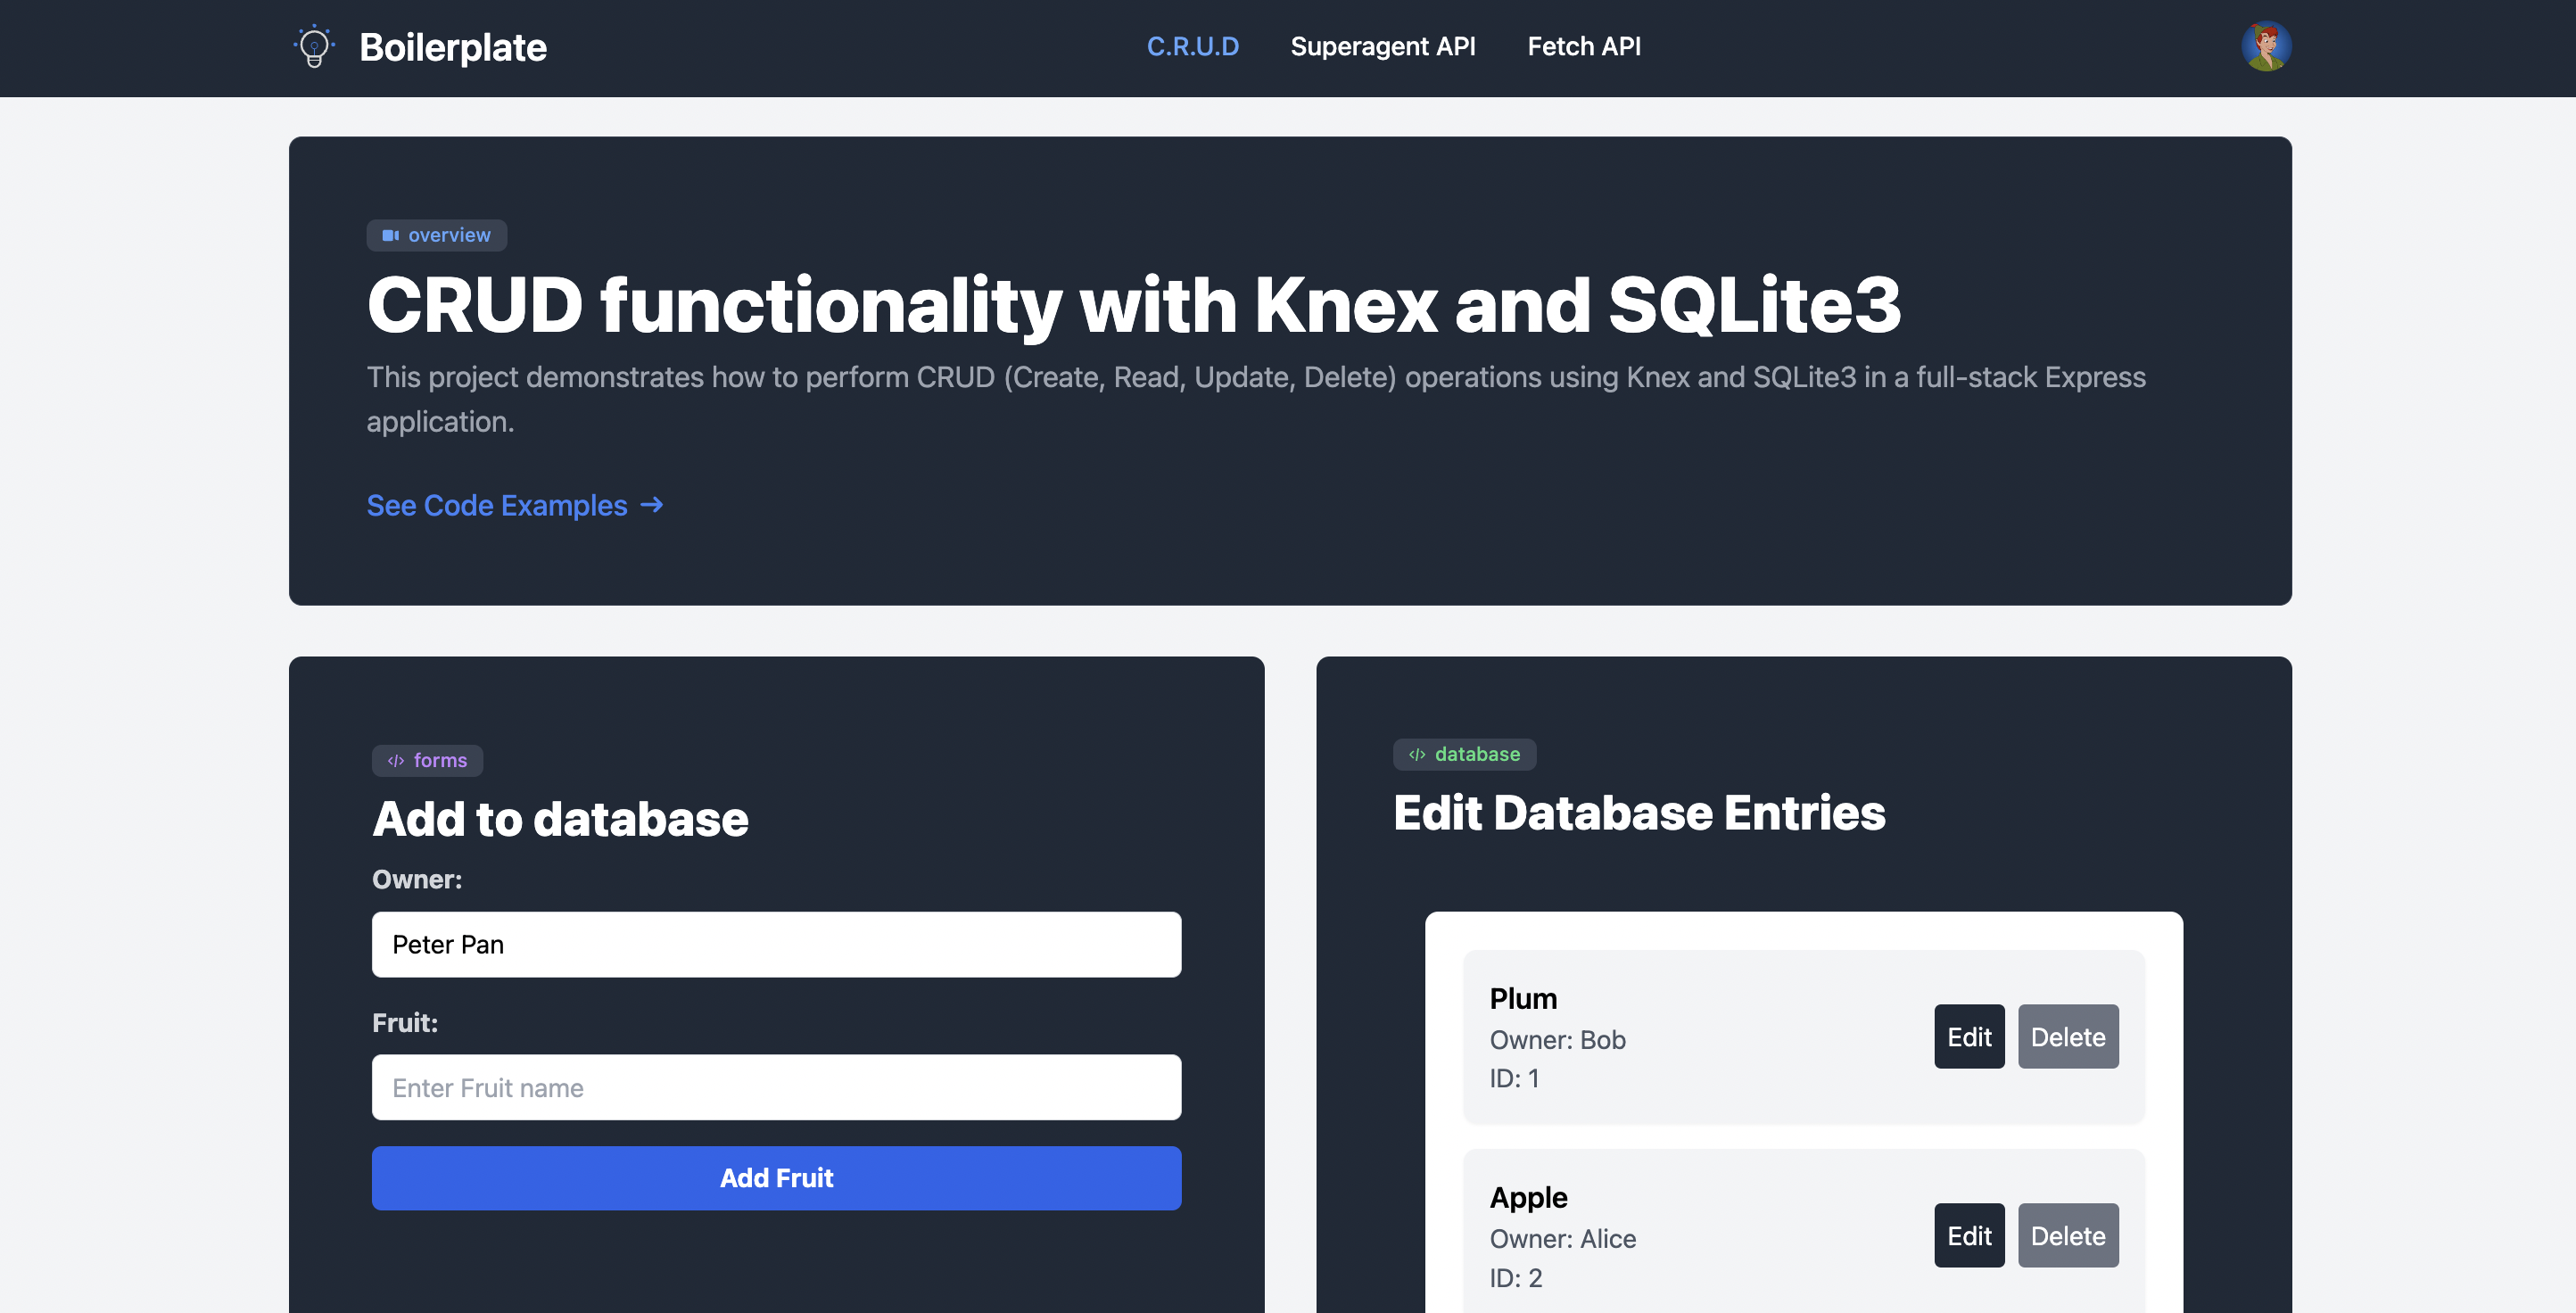 Boilerplate
C.R.U.D
Superagent API
Fetch API
overview
CRUD functionality with Knex and SQLite3
This project demonstrates how to perform CRUD (Create, Read, Update, Delete) operations using Knex and SQLite3 in a full-stack Express
application.
See Code Examples →
</> forms
Add to database
Owner:
Peter Pan
Fruit:
Enter Fruit name
Add Fruit
</> database
Edit Database Entries
Plum
Owner: Bob
ID: 1
Edit
Delete
Apple
Owner: Alice
ID: 2
Edit
Delete